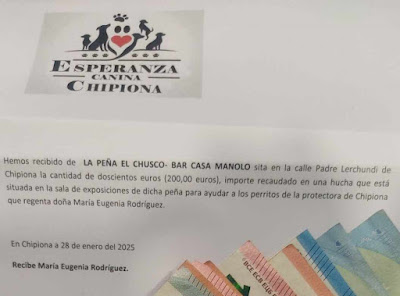 ESPERANZA
CANINA
CHIPIONA
Hemos recibido de LA PEÑA EL CHUSCO- BAR CASA MANOLO sita en la calle Padre Lerchundi de
Chipiona la cantidad de doscientos euros (200,00 euros), importe recaudado en una hucha que está
situada en la sala de exposiciones de dicha peña para ayudar a los perritos de la protectora de Chipiona
que regenta doña María Eugenia Rodríguez.
En Chipiona a 28 de enero del 2025
Recibe María Eugenia Rodríguez.